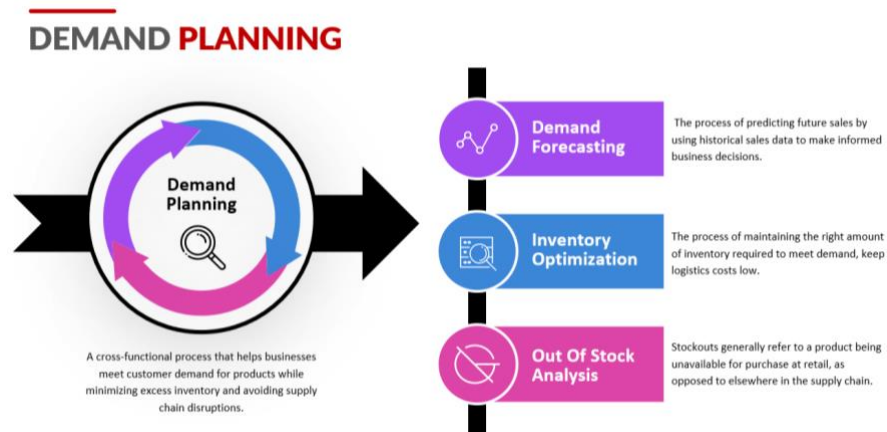 DEMAND PLANNING
Demand
Planning
A cross-functional process that helps businesses
meet customer demand for products while
minimizing excess inventory and avoiding supply
chain disruptions.
Demand
Forecasting
The process of predicting future sales by
using historical sales data to make informed
business decisions.
Inventory
Optimization
The process of maintaining the right amount
of inventory required to meet demand, keep
logistics costs low.
Out Of Stock
Analysis
Stockouts generally refer to a product being
unavailable for purchase at retail, as
opposed to elsewhere in the supply chain.